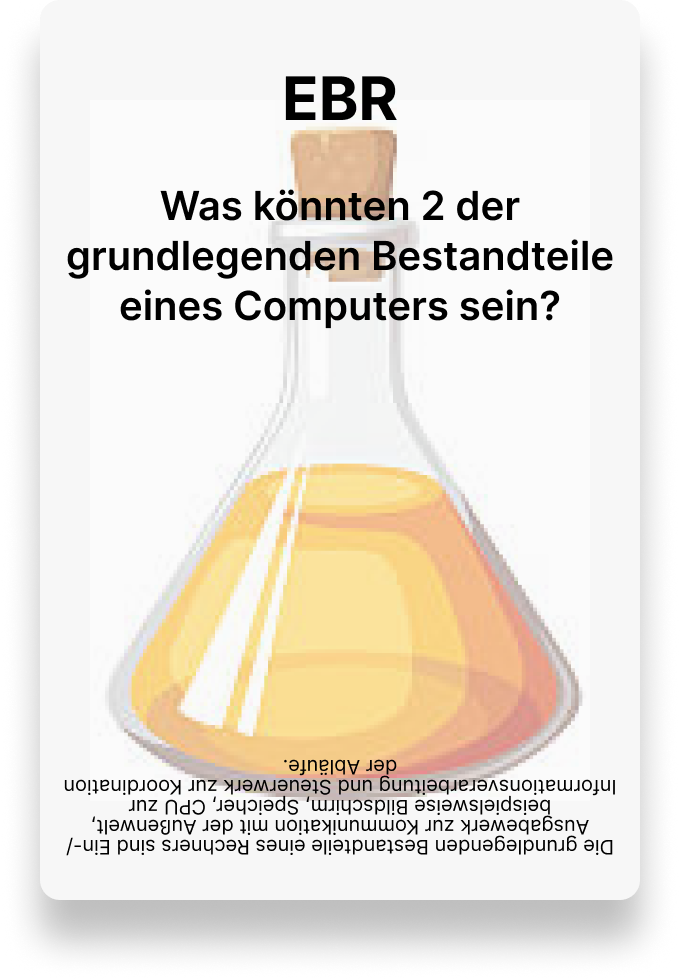 EBR
Was könnten 2 der
grundlegenden Bestandteile
eines Computers sein?
Die grundlegenden Bestandteile eines Rechners sind Ein-/
Ausgabewerk zur Kommunikation mit der Außenwelt,
beispielsweise Bildschirm, Speicher, CPU zur
Informationsverarbeitung und Steuerwerk zur Koordination
der Abläufe.